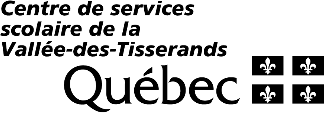 Centre de services
scolaire de la
Vallée-des-Tisserands
Québec